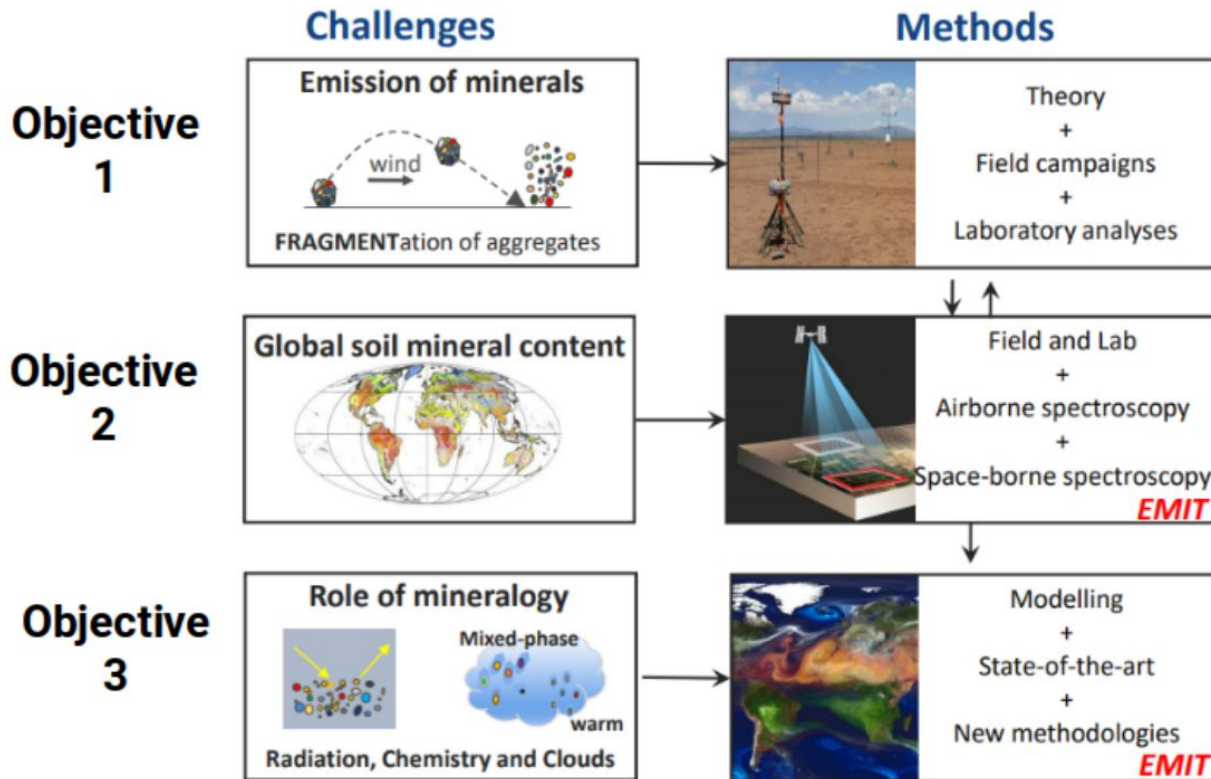 Challenges
Methods
Objective
1
Emission of minerals
wind
FRAGMENTation of aggregates
Theory
+
Field campaigns
+
Laboratory analyses
Objective
2
Global soil mineral content
Field and Lab
+
Airborne spectroscopy
+
Space-borne spectroscopy
EMIT
Objective
3
Role of mineralogy
Mixed-phase
warm
Radiation, Chemistry and Clouds
Modelling
+
State-of-the-art
+
New methodologies
EMIT